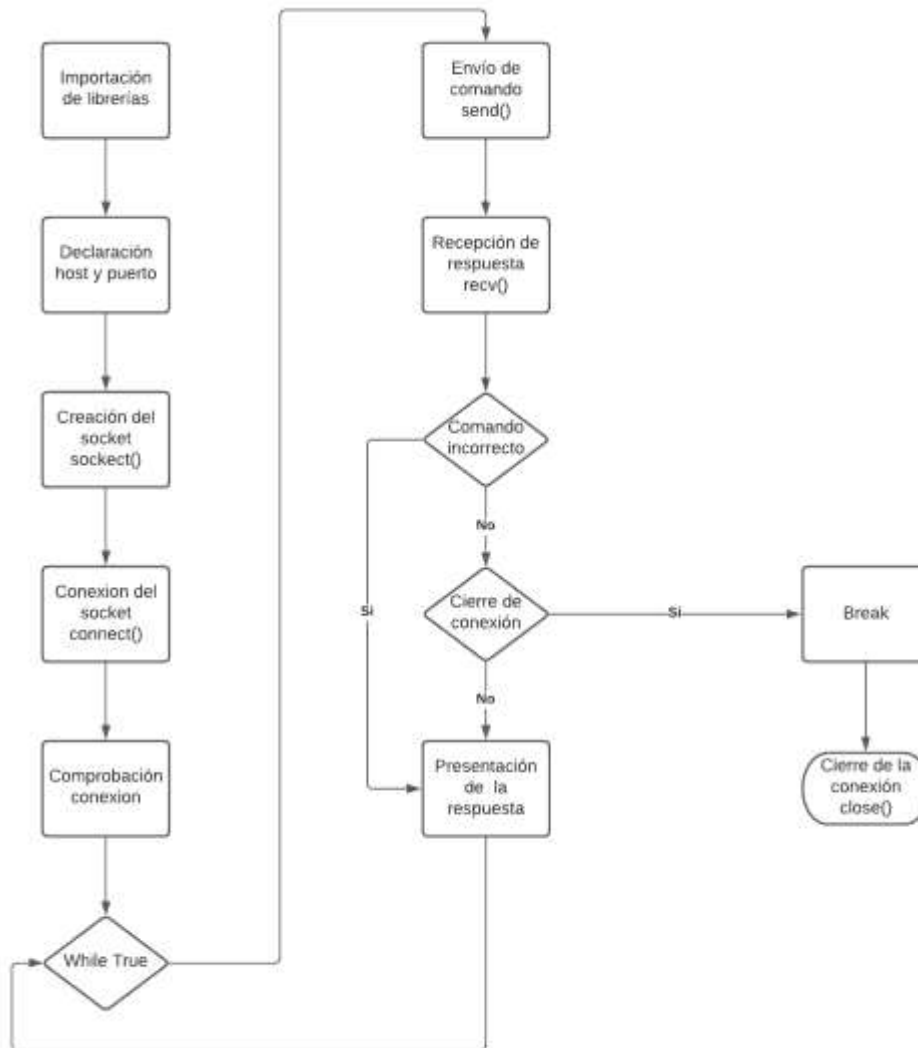 Importación
de librerías
Declaración
host y puerto
Creación del
socket
sockect()
Conexion del
socket
connect()
Comprobación
conexion
While True
Envío de
comando
send()
Recepción de
respuesta
recv()
Comando
incorrecto
No
Si
Cierre de
conexión
Si
No
Presentación
de la
respuesta
Break
Cierre de la
conexión
close()